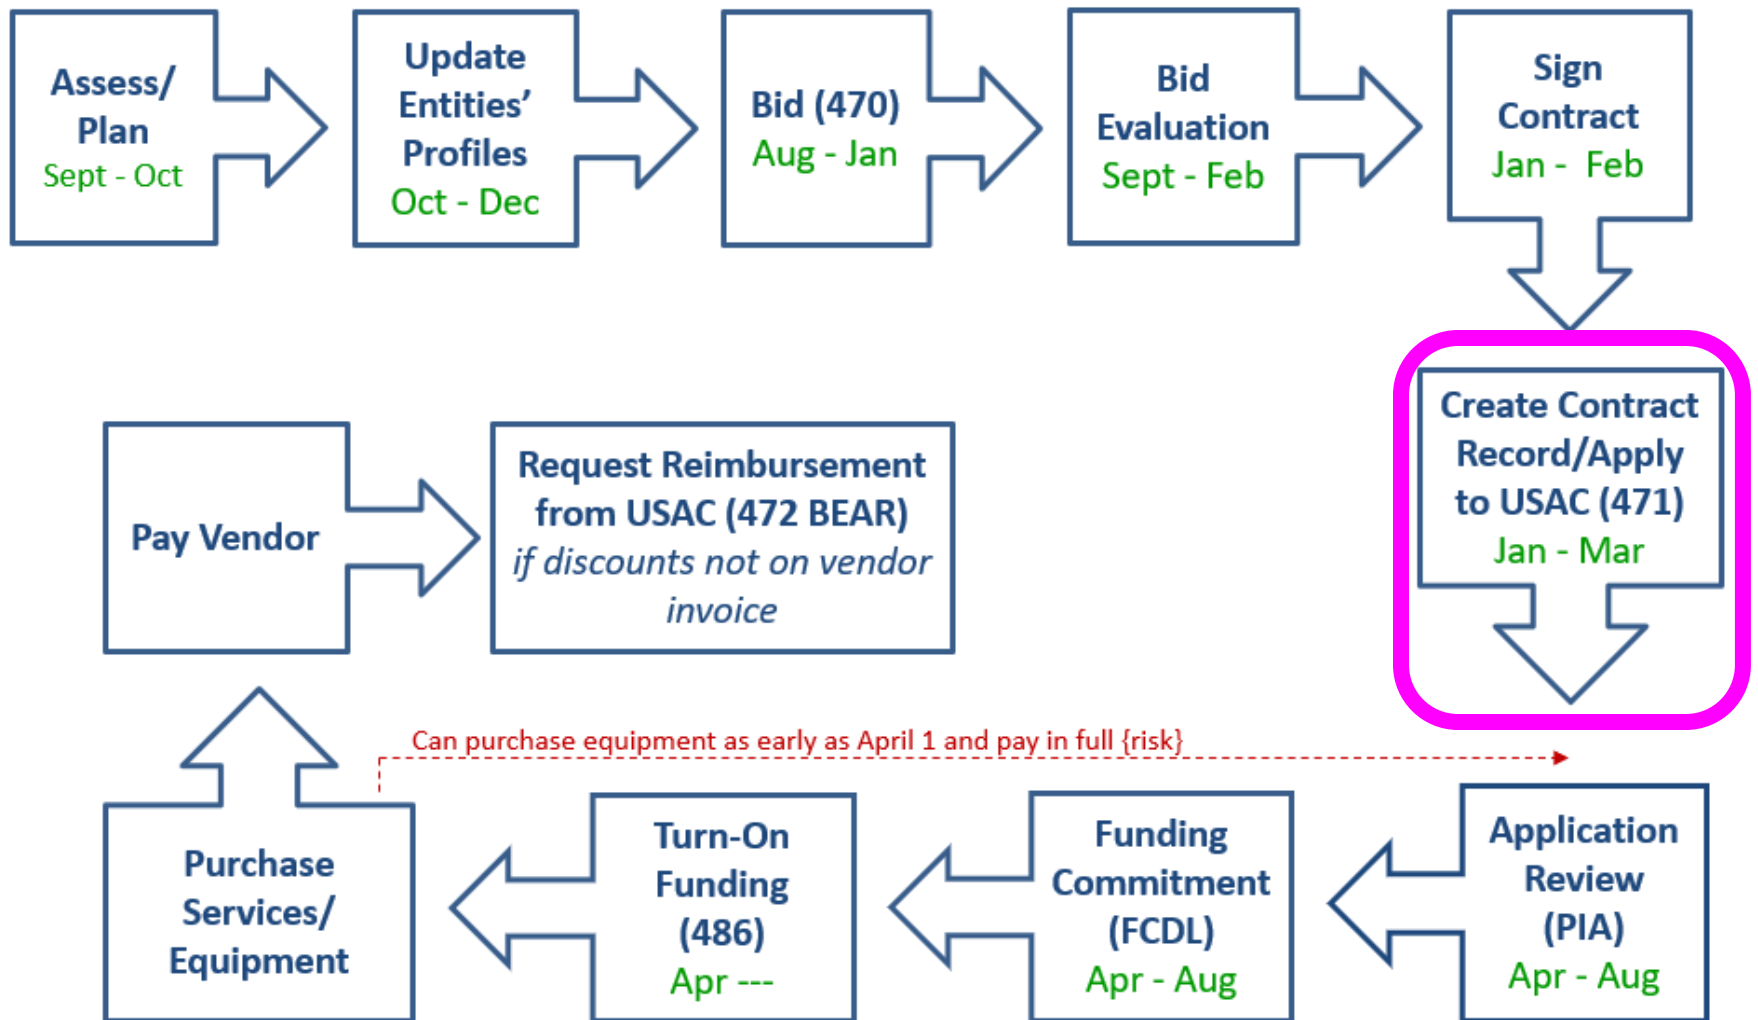 Assess/
Plan
Sept - Oct
Update
Entities’
Profiles
Oct - Dec
Bid (470)
Aug - Jan
Bid
Evaluation
Sept - Feb
Sign
Contract
Jan -  Feb
Create Contract
Record/Apply
to USAC (471)
Jan - Mar
Application
Review
(PIA)
Apr - Aug
Funding
Commitment
(FCDL)
Apr - Aug
Turn-On
Funding
(486)
Apr ---
Can purchase equipment as early as April 1 and pay in full {risk}
Purchase
Services/
Equipment
Pay Vendor
Request Reimbursement
from USAC (472 BEAR)
if discounts not on vendor
invoice